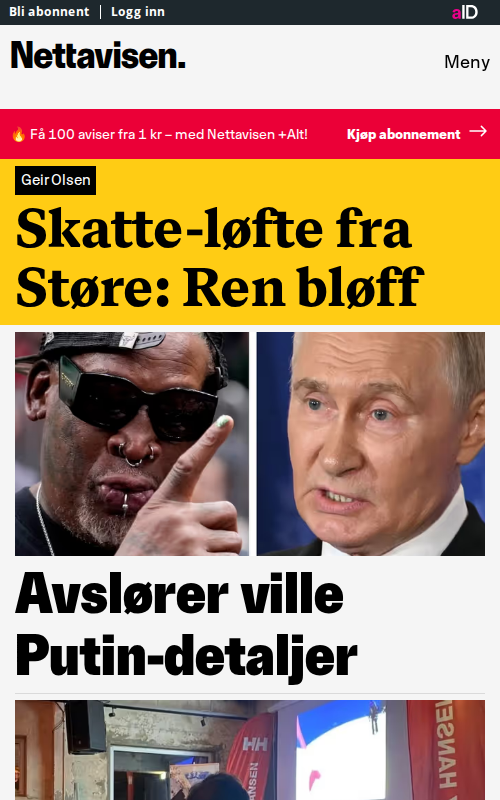 Bli abonnent
Logg inn
aID
Nettavisen.
Meny
🔥 Få 100 aviser fra 1 kr – med Nettavisen +Alt!
Kjøp abonnement →
Geir Olsen
Skatte-løfte fra
Støre: Ren bløff
Avslører ville
Putin-detaljer
HH
HANSEN
HANSEN